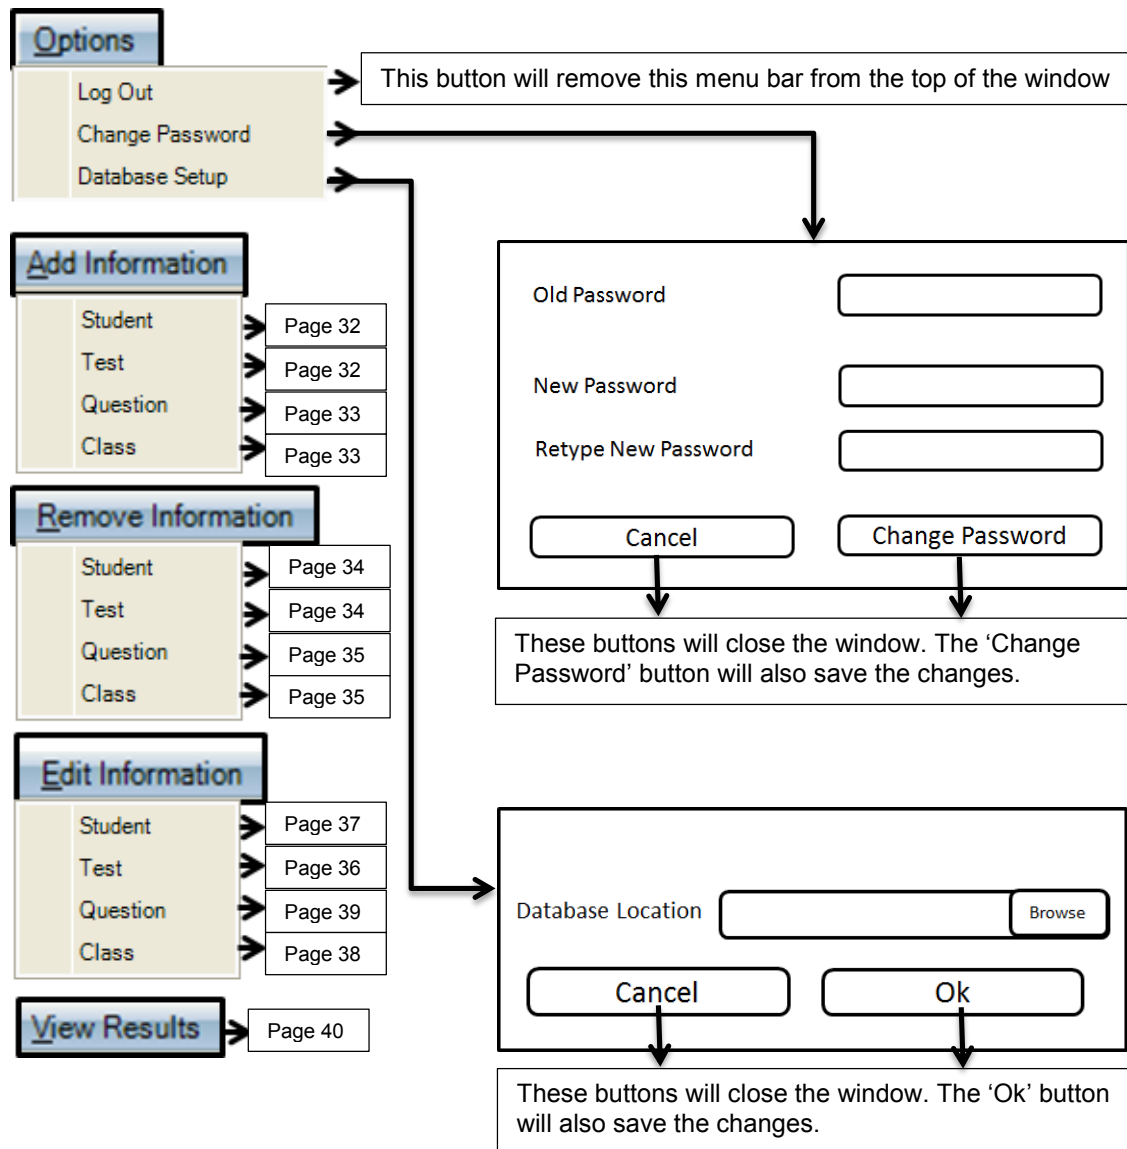 Options
Log Out
This button will remove this menu bar from the top of the window
Change Password
Database Setup
Add Information
Student
Page 32
Test
Page 32
Question
Page 33
Class
Page 33
Remove Information
Student
Page 34
Test
Page 34
Question
Page 35
Class
Page 35
Edit Information
Student
Page 37
Test
Page 36
Question
Page 39
Class
Page 38
View Results
Page 40
Old Password
New Password
Retype New Password
Cancel
Change Password
These buttons will close the window. The ‘Change
Password’ button will also save the changes.
Database Location
Browse
Cancel
Ok
These buttons will close the window. The ‘Ok’ button
will also save the changes.